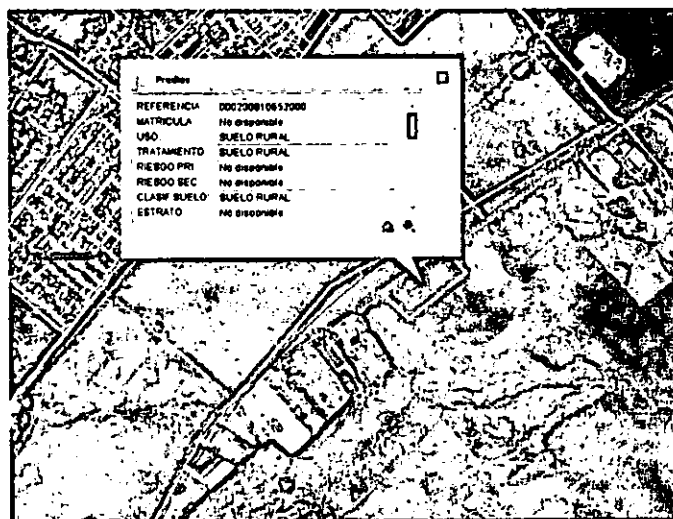 Predios
REFERENCIA 000200010652000
MATRICULA No disponible
USO SUELO RURAL
TRATAMIENTO SUELO RURAL
RIESGO PRI No disponible
RIESGO SEC No disponible
CLASIF SUELO SUELO RURAL
ESTRATO No disponible